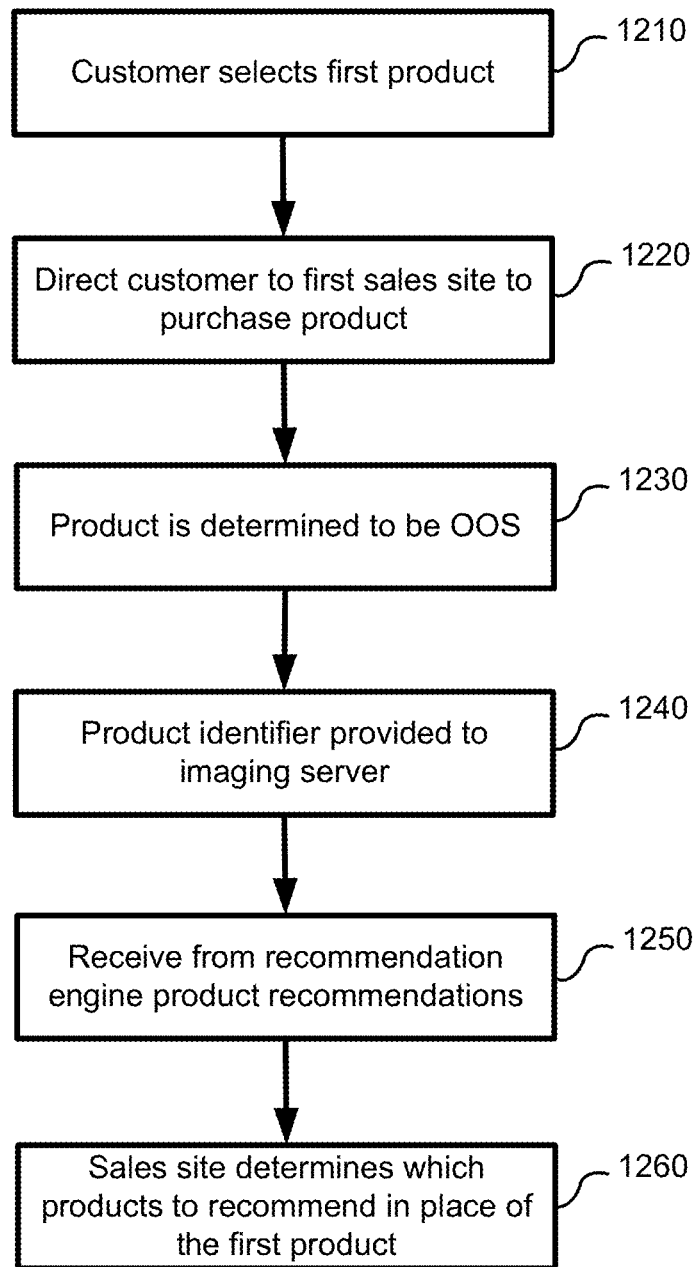 1210
Customer selects first product
1220
Direct customer to first sales site to
purchase product
1230
Product is determined to be OOS
1240
Product identifier provided to
imaging server
1250
Receive from recommendation
engine product recommendations
1260
Sales site determines which
products to recommend in place of
the first product